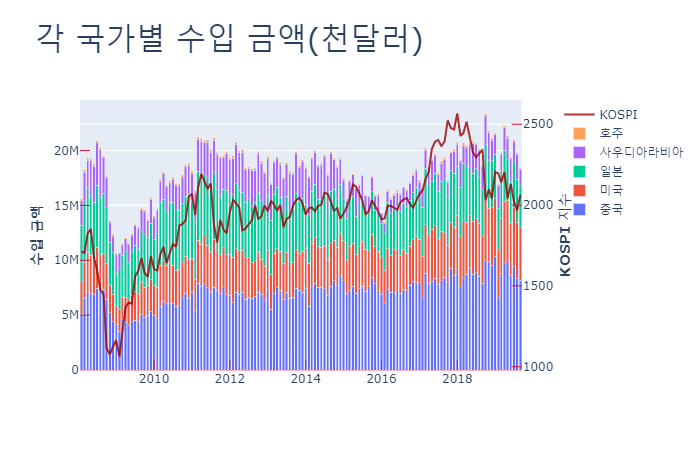 각 국가별 수입 금액(천달러)
KOSPI
호주
사우디아라비아
일본
미국
중국
수입 금액
20M
15M
10M
5M
0
2500
2000
1500
1000
KOSPI 지수
2010
2012
2014
2016
2018